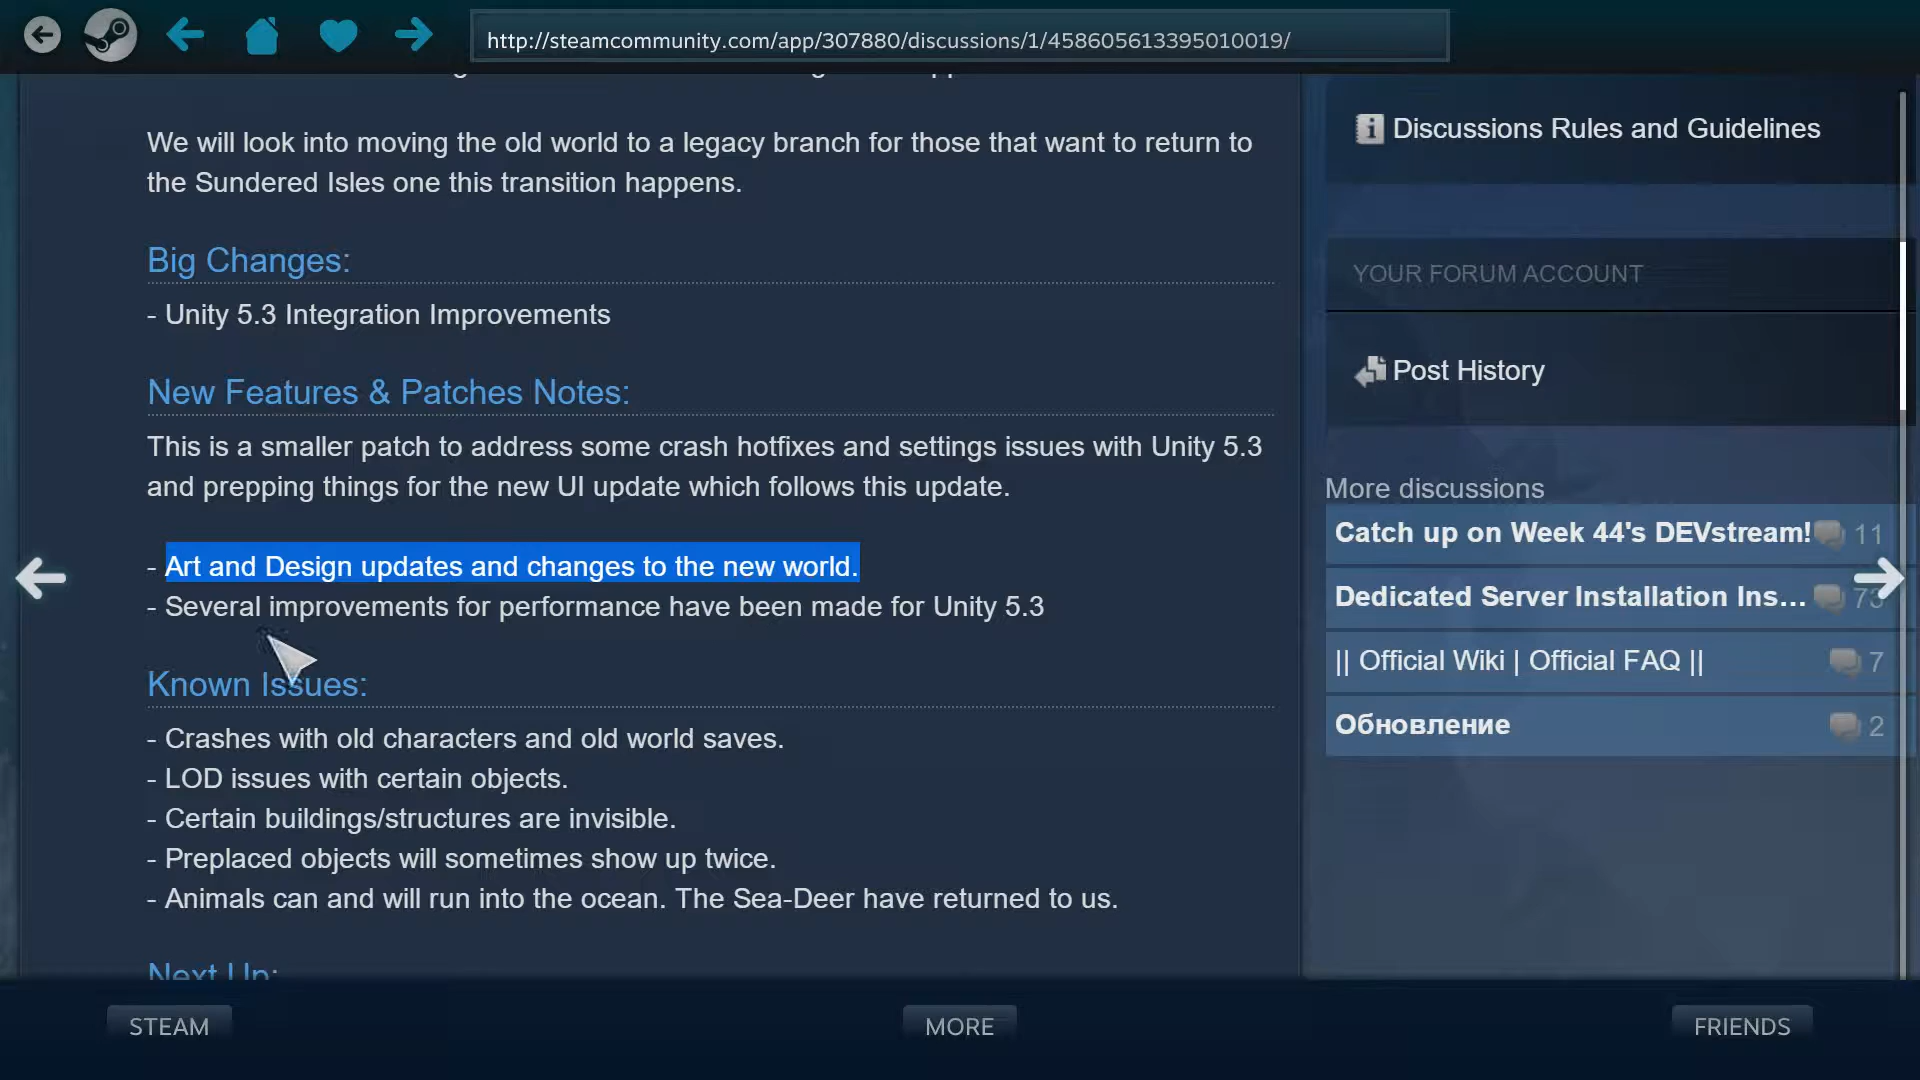 http://steamcommunity.com/app/307880/discussions/1/458605613395010019/
We will look into moving the old world to a legacy branch for those that want to return to
the Sundered Isles one this transition happens.
Big Changes:
- Unity 5.3 Integration Improvements
New Features & Patches Notes:
This is a smaller patch to address some crash hotfixes and settings issues with Unity 5.3
and prepping things for the new UI update which follows this update.
- Art and Design updates and changes to the new world.
- Several improvements for performance have been made for Unity 5.3
Known Issues:
- Crashes with old characters and old world saves.
- LOD issues with certain objects.
- Certain buildings/structures are invisible.
- Preplaced objects will sometimes show up twice.
- Animals can and will run into the ocean. The Sea-Deer have returned to us.
Next Up:
Discussions Rules and Guidelines
YOUR FORUM ACCOUNT
Post History
More discussions
Catch up on Week 44's DEVstream! 11
Dedicated Server Installation Ins... 73
|| Official Wiki | Official FAQ || 7
Обновление 2
STEAM
MORE
FRIENDS